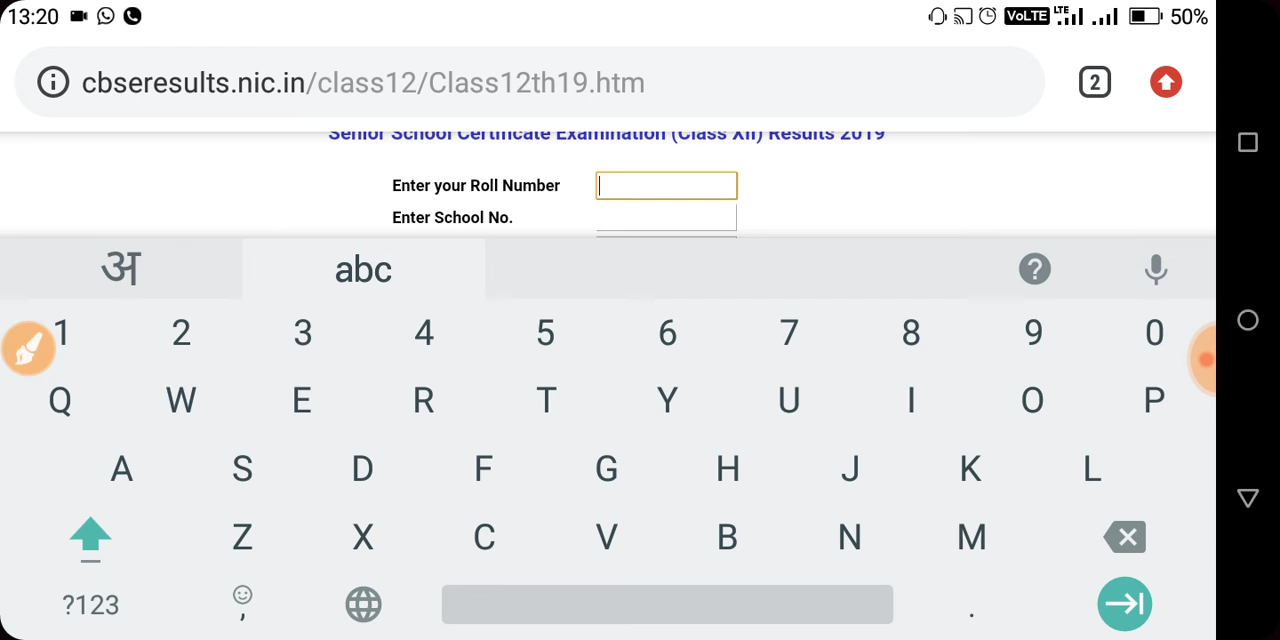 13:20 VoLTE LTE 50%
cbseresults.nic.in/class12/Class12th19.htm 2
Senior School Certificate Examination (Class XII) Results 2019
Enter your Roll Number
Enter School No.
अ abc ?
1 2 3 4 5 6 7 8 9 0
Q W E R T Y U I O P
A S D F G H J K L
Z X C V B N M
?123 , .